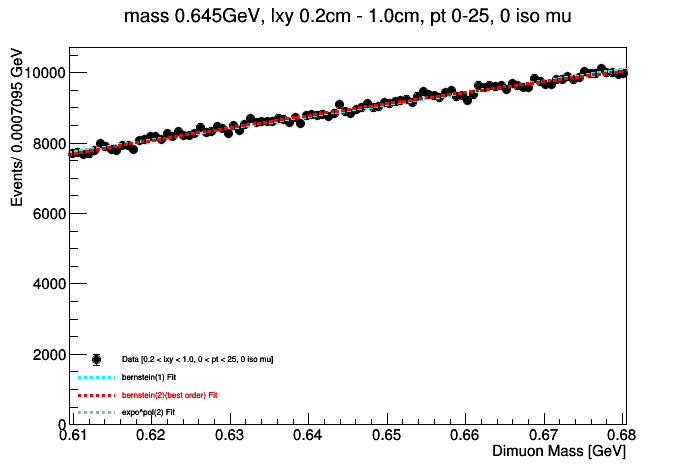 mass 0.645GeV, lxy 0.2cm - 1.0cm, pt 0-25, 0 iso mu
Events/ 0.0007095 GeV
10000
8000
6000
4000
2000
0
Data [0.2 < lxy < 1.0, 0 < pt < 25, 0 iso mu]
bernstein(1) Fit
bernstein(2)(best order) Fit
expo^pol(2) Fit
0.61 0.62 0.63 0.64 0.65 0.66 0.67 0.68
Dimuon Mass [GeV]